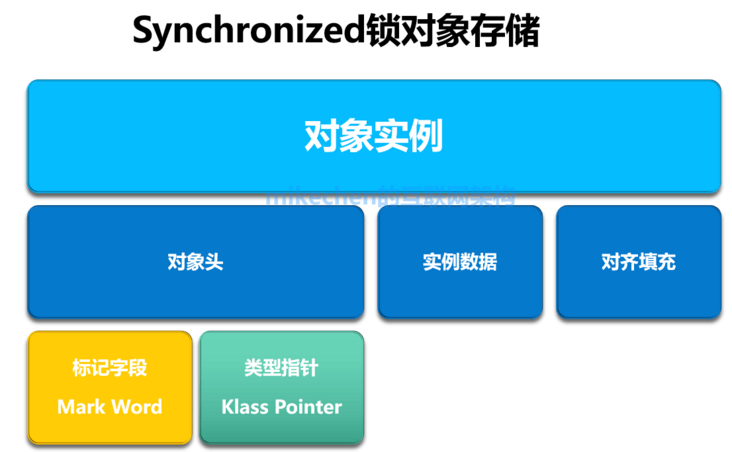 Synchronized锁对象存储
对象实例
mikechen的互联网架构
对象头
实例数据
对齐填充
标记字段
Mark Word
类型指针
Klass Pointer